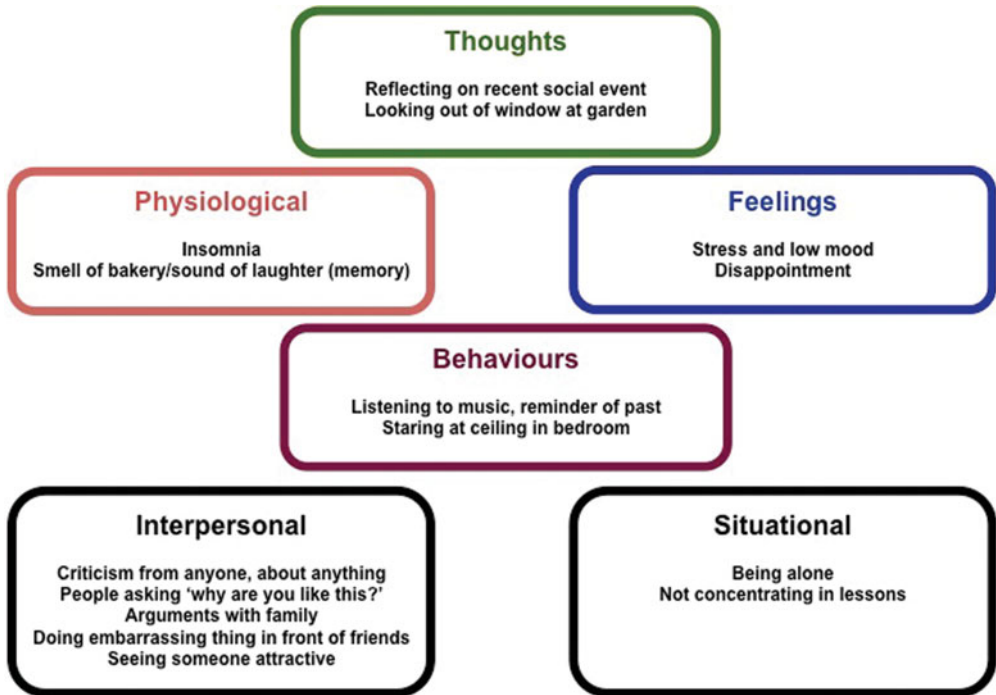 Thoughts
Reflecting on recent social event
Looking out of window at garden
Physiological
Insomnia
Smell of bakery/sound of laughter (memory)
Feelings
Stress and low mood
Disappointment
Behaviours
Listening to music, reminder of past
Staring at ceiling in bedroom
Interpersonal
Criticism from anyone, about anything
People asking ‘why are you like this?’
Arguments with family
Doing embarrassing thing in front of friends
Seeing someone attractive
Situational
Being alone
Not concentrating in lessons